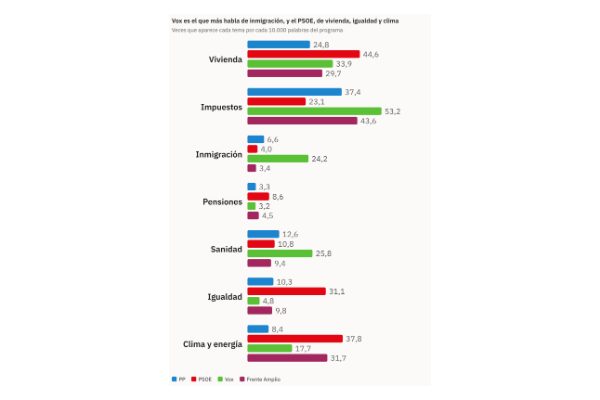 Vox es el que más habla de inmigración, y el PSOE, de vivienda, igualdad y clima
Veces que aparece cada tema por cada 10.000 palabras del programa
Vivienda
24,8
44,6
33,9
29,7
Impuestos
37,4
23,1
53,2
43,6
Inmigración
6,6
4,0
24,2
3,4
Pensiones
3,3
8,6
3,2
4,5
Sanidad
12,6
10,8
25,8
9,4
Igualdad
10,3
31,1
4,8
9,8
Clima y energía
8,4
37,8
17,7
31,7
PP PSOE Vox Frente Amplio